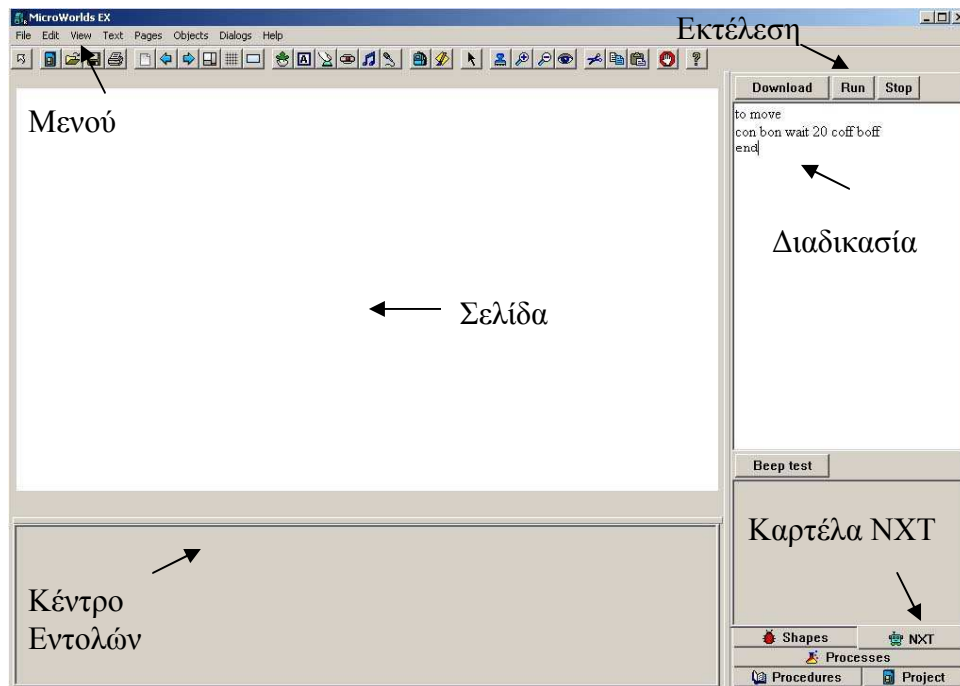 MicroWorlds EX
File Edit View Text Pages Objects Dialogs Help
Εκτέλεση
Μενού
Download Run Stop
to move
con bon wait 20 coff boff
end
Διαδικασία
Σελίδα
Beep test
Καρτέλα NXT
Κέντρο
Εντολών
Shapes NXT
Processes
Procedures Project